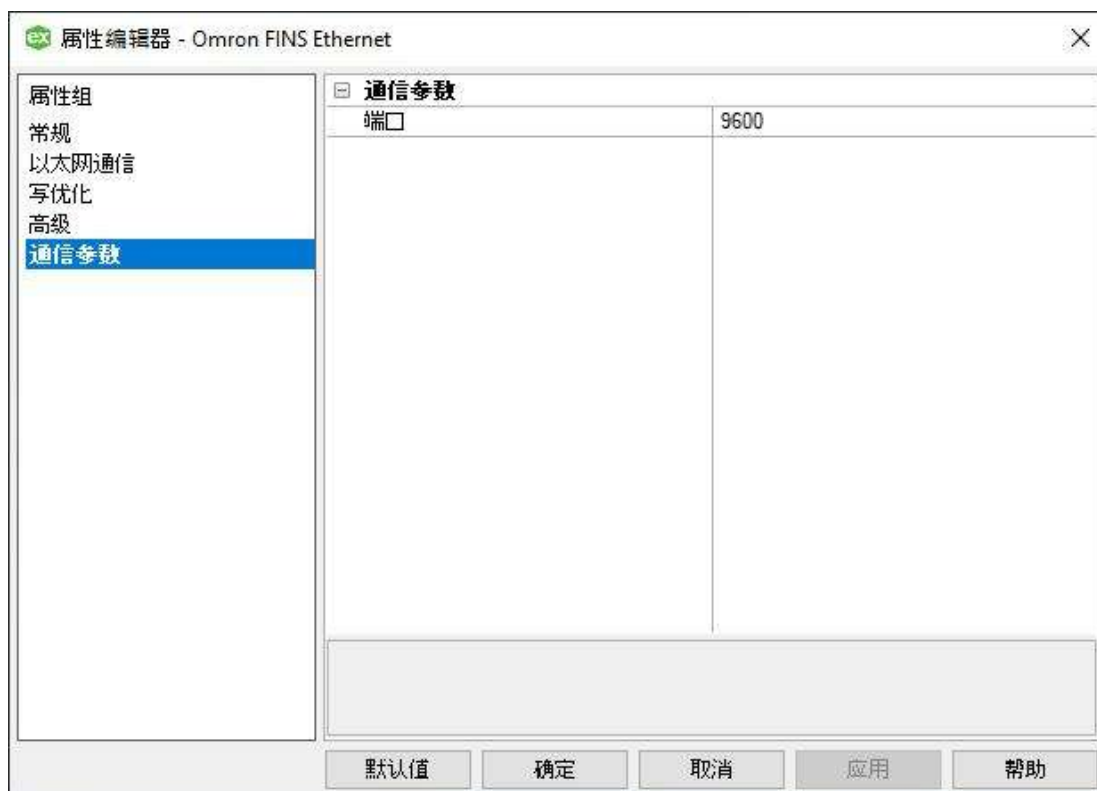 属性编辑器 - Omron FINS Ethernet
属性组
常规
以太网通信
写优化
高级
通信参数
通信参数
端口 9600
默认值 确定 取消 应用 帮助